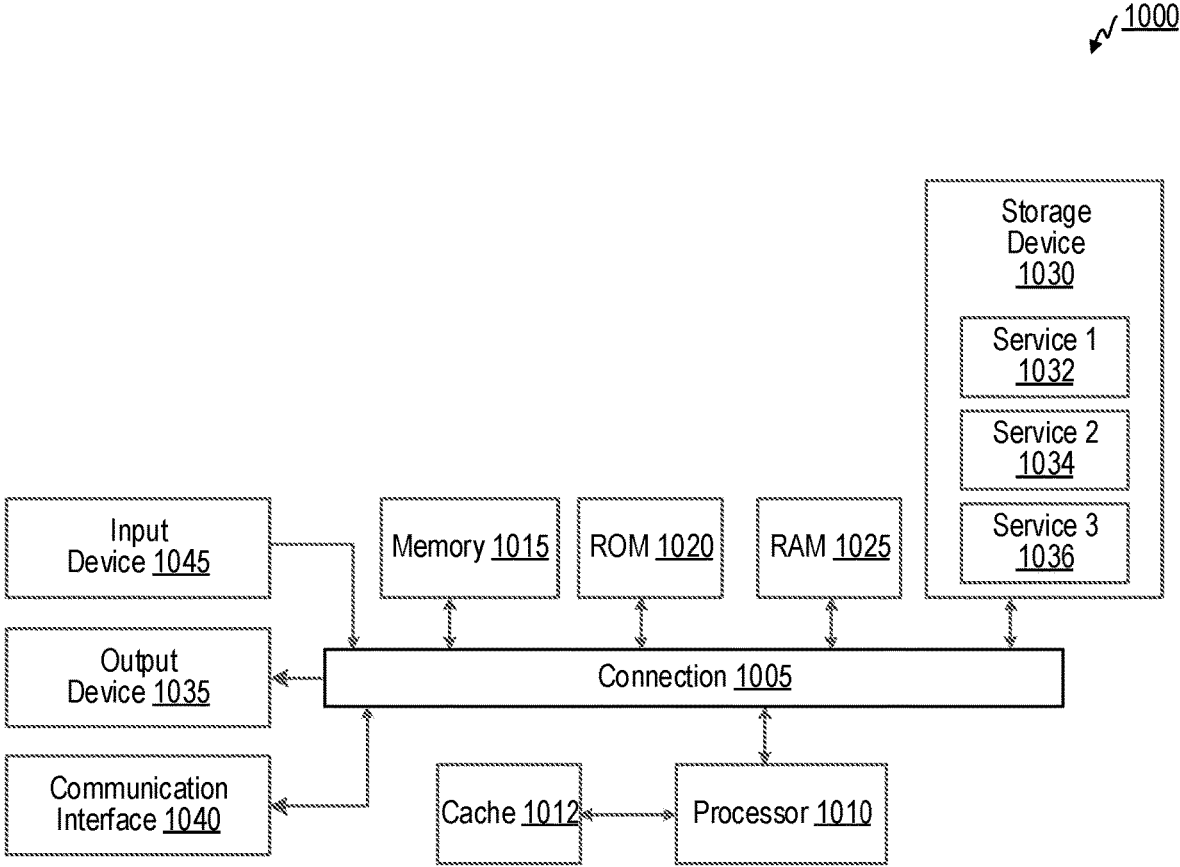 1000
Storage
Device
1030
Service 1
1032
Service 2
1034
Service 3
1036
Input
Device 1045
Memory 1015
ROM 1020
RAM 1025
Output
Device 1035
Connection 1005
Communication
Interface 1040
Cache 1012
Processor 1010